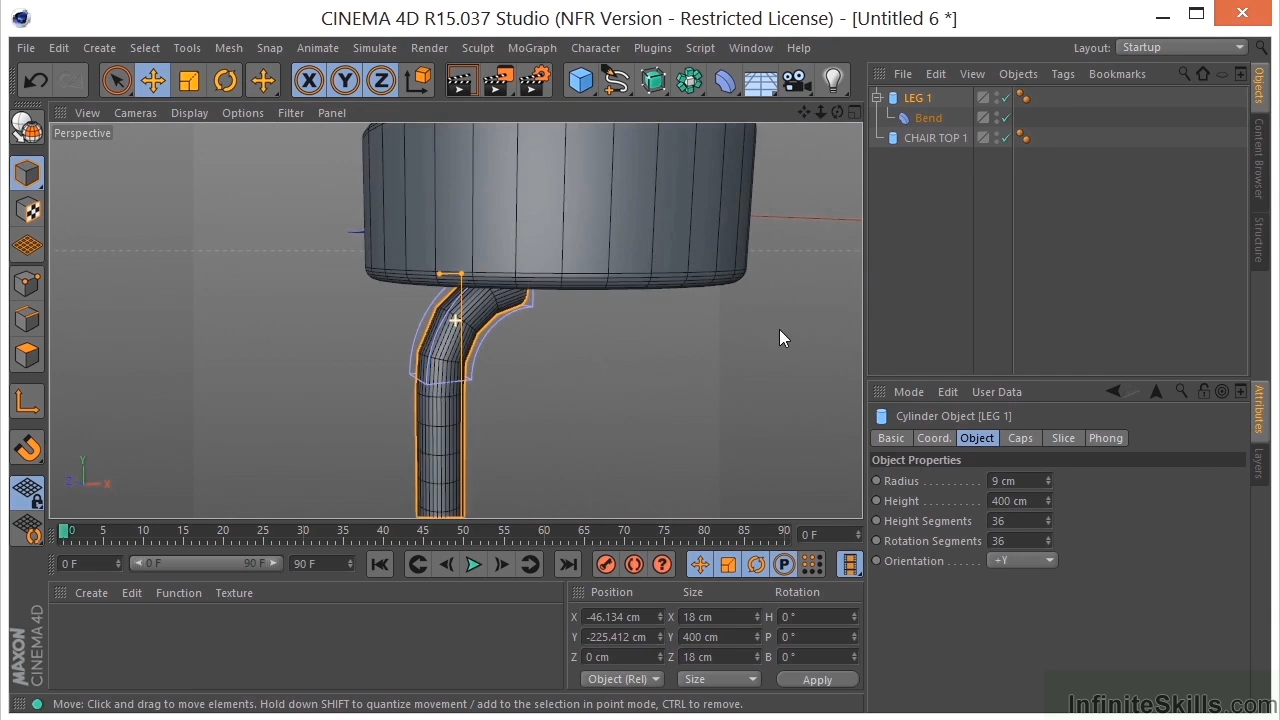 CINEMA 4D R15.037 Studio (NFR Version - Restricted License) - [Untitled 6 *]
File Edit Create Select Tools Mesh Snap Animate Simulate Render Sculpt MoGraph Character Plugins Script Window Help Layout: Startup
X Y Z
File Edit View Objects Tags Bookmarks
View Cameras Display Options Filter Panel
Perspective
LEG 1
Bend
CHAIR TOP 1
Objects
Content Browser
Structure
Mode Edit User Data
Cylinder Object [LEG 1]
Basic Coord. Object Caps Slice Phong
Object Properties
Radius 9 cm
Height 400 cm
Height Segments 36
Rotation Segments 36
Orientation +Y
Attributes
Layers
Y
Z X
0 5 10 15 20 25 30 35 40 45 50 55 60 65 70 75 80 85 90 0 F
0 F 0 F 90 F 90 F
P
Create Edit Function Texture
Position Size Rotation
X -46.134 cm X 18 cm H 0 °
Y -225.412 cm Y 400 cm P 0 °
Z 0 cm Z 18 cm B 0 °
Object (Rel) Size Apply
MAXON
CINEMA 4D
Move: Click and drag to move elements. Hold down SHIFT to quantize movement / add to the selection in point mode, CTRL to remove.
InfiniteSkills.com